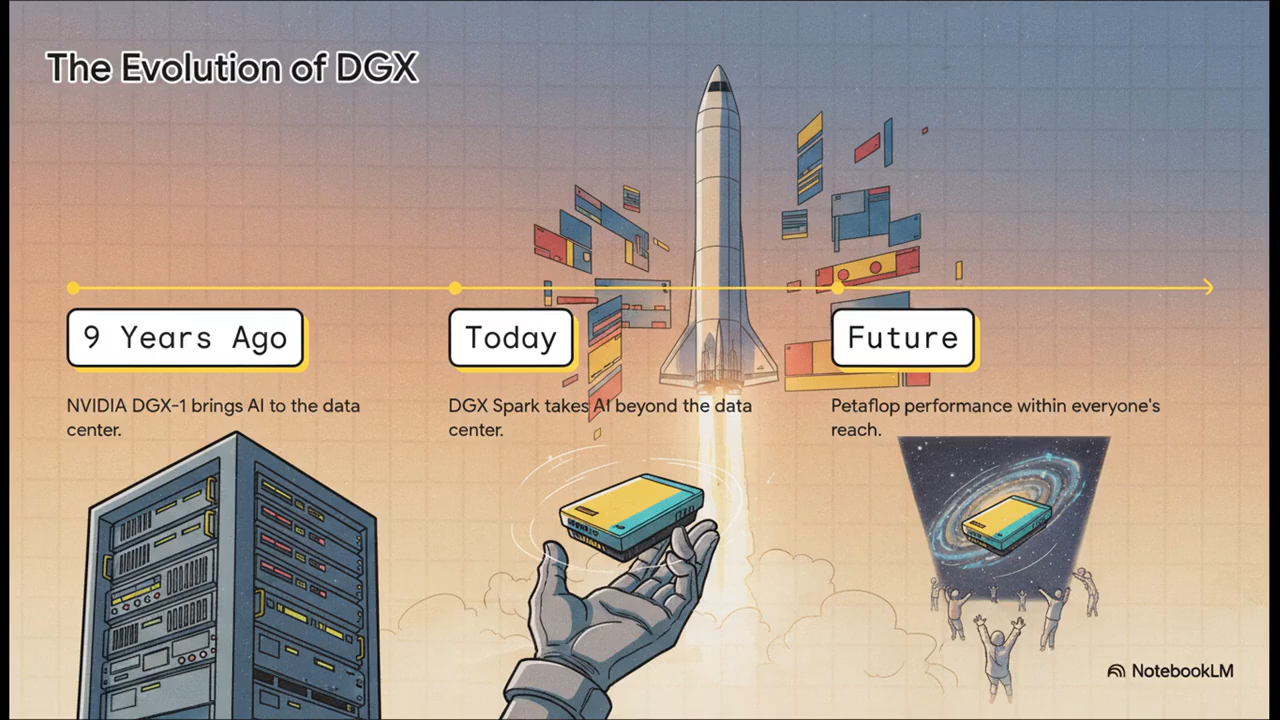 The Evolution of DGX
9 Years Ago
NVIDIA DGX-1 brings AI to the data
center.
Today
DGX Spark takes AI beyond the data
center.
Future
Petaflop performance within everyone's
reach.
NotebookLM